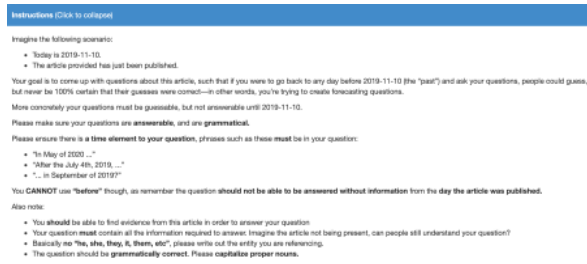 Instructions (Click to collapse)
Imagine the following scenario:
Today is 2019-11-10.
The article provided has just been published.
Your goal is to come up with questions about this article, such that if you were to go back to any day before 2019-11-10 (the "past") and ask your questions, people could guess,
but never be 100% certain that their guesses were correct—in other words, you're trying to create forecasting questions.
More concretely your questions must be guessable, but not answerable until 2019-11-10.
Please make sure your questions are answerable, and are grammatical.
Please ensure there is a time element to your question, phrases such as these must be in your question:
"In May of 2020 ..."
"After the July 4th, 2019, ..."
"... in September of 2019?"
You CANNOT use "before" though, as remember the question should not be able to be answered without information from the day the article was published.
Also note:
You should be able to find evidence from this article in order to answer your question
Your question must contain all the information required to answer. Imagine the article not being present, can people still understand your question?
Basically no "he, she, they, it, them, etc", please write out the entity you are referencing.
The question should be grammatically correct. Please capitalize proper nouns.